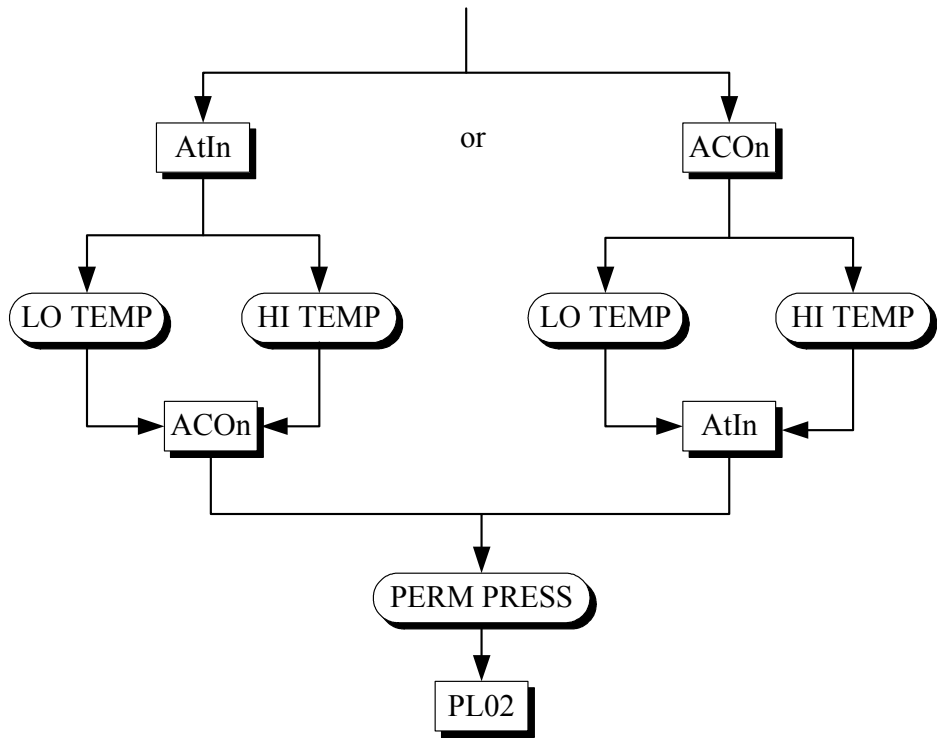 AtIn
or
ACOn
LO TEMP
HI TEMP
LO TEMP
HI TEMP
ACOn
AtIn
PERM PRESS
PL02